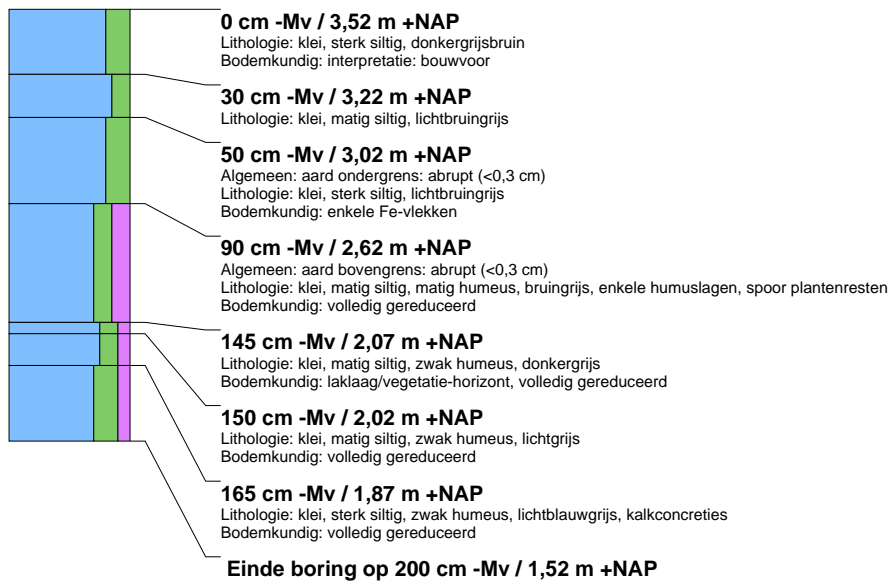 0 cm -Mv / 3,52 m +NAP
Lithologie: klei, sterk siltig, donkergrijsbruin
Bodemkundig: interpretatie: bouwvoor
30 cm -Mv / 3,22 m +NAP
Lithologie: klei, matig siltig, lichtbruingrijs
50 cm -Mv / 3,02 m +NAP
Algemeen: aard ondergrens: abrupt (<0,3 cm)
Lithologie: klei, sterk siltig, lichtbruingrijs
Bodemkundig: enkele Fe-vlekken
90 cm -Mv / 2,62 m +NAP
Algemeen: aard bovengrens: abrupt (<0,3 cm)
Lithologie: klei, matig siltig, matig humeus, bruingrijs, enkele humuslagen, spoor plantenresten
Bodemkundig: volledig gereduceerd
145 cm -Mv / 2,07 m +NAP
Lithologie: klei, matig siltig, zwak humeus, donkergrijs
Bodemkundig: laklaag/vegetatie-horizont, volledig gereduceerd
150 cm -Mv / 2,02 m +NAP
Lithologie: klei, matig siltig, zwak humeus, lichtgrijs
Bodemkundig: volledig gereduceerd
165 cm -Mv / 1,87 m +NAP
Lithologie: klei, sterk siltig, zwak humeus, lichtblauwgrijs, kalkconcreties
Bodemkundig: volledig gereduceerd
Einde boring op 200 cm -Mv / 1,52 m +NAP